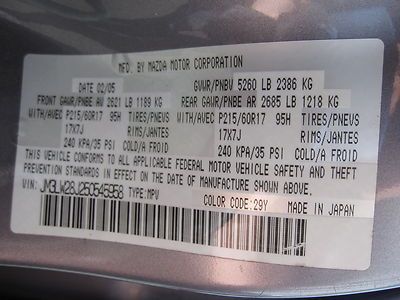 MFD. BY MAZDA MOTOR CORPORATION
DATE 02/05 GVWR/PNBV 5260 LB 2386 KG
FRONT GAWR/PNBE AV 2621 LB 1189 KG REAR GAWR/PNBE AR 2685 LB 1218 KG
WITH/AVEC P215/60R17 95H TIRES/PNEUS WITH/AVEC P215/60R17 95H TIRES/PNEUS
17X7J RIMS/JANTES 17X7J RIMS/JANTES
240 KPA/35 PSI COLD/A FROID 240 KPA/35 PSI COLD/A FROID
THIS VEHICLE CONFORMS TO ALL APPLICABLE FEDERAL MOTOR VEHICLE SAFETY AND THEFT
PREVENTION STANDARDS IN EFFECT ON THE DATE OF MANUFACTURE SHOWN ABOVE.
VIN: JM3LW28J250545958 TYPE:MPV COLOR CODE:29Y MADE IN JAPAN